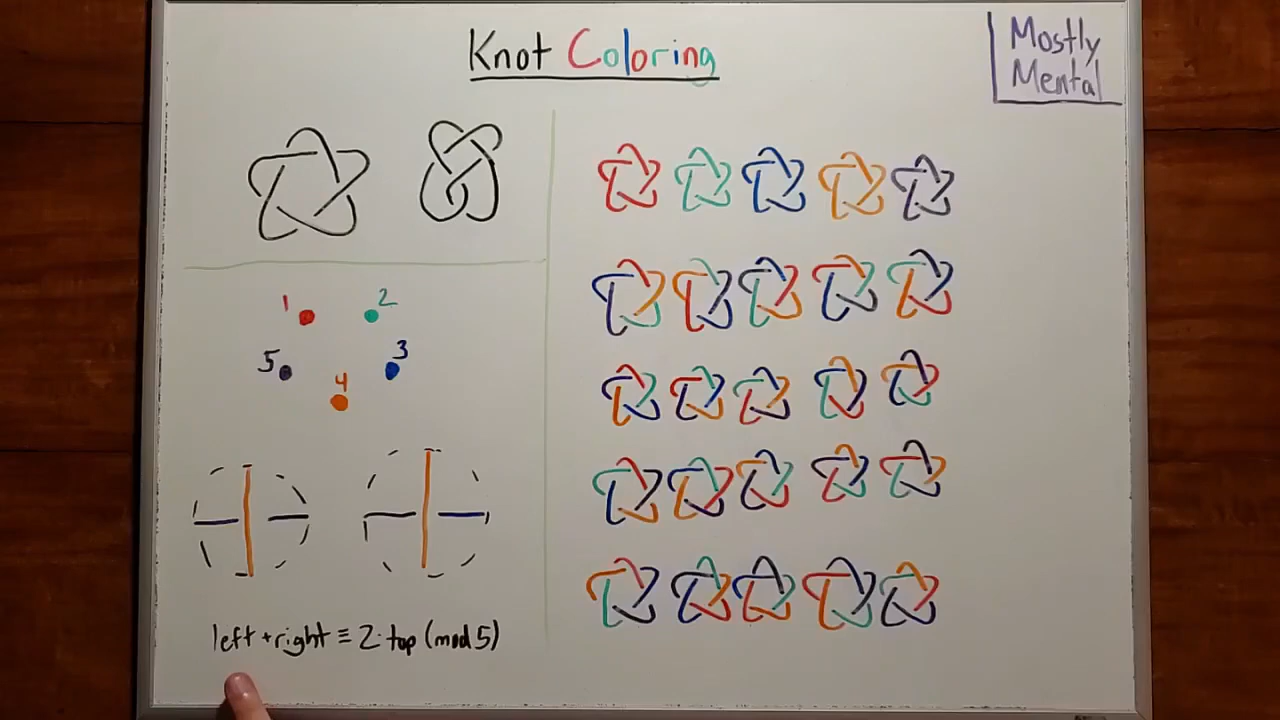 Knot Coloring
Mostly
Mental
1
2
5
3
4
left + right ≡ 2· top (mod 5)